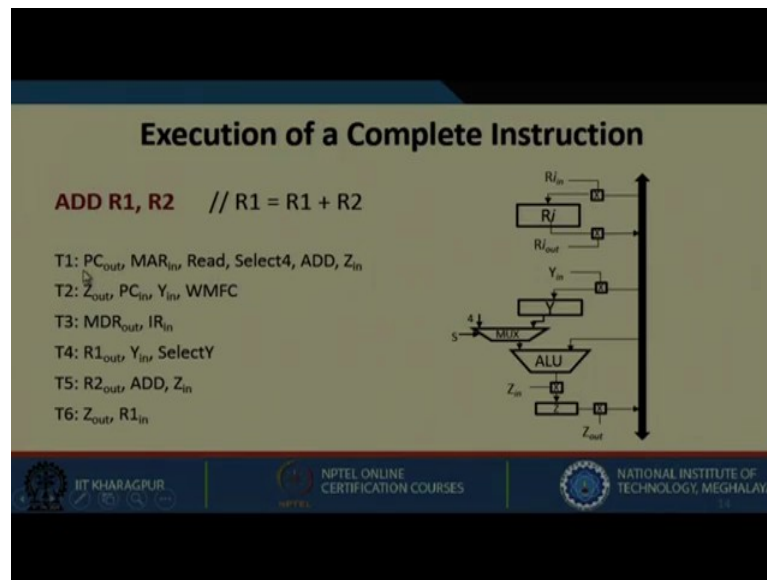 Execution of a Complete Instruction
ADD R1, R2 // R1 = R1 + R2
T1: PCout, MARin, Read, Select4, ADD, Zin
T2: Zout, PCin, Yin, WMFC
T3: MDRout, IRin
T4: R1out, Yin, SelectY
T5: R2out, ADD, Zin
T6: Zout, R1in
Riin
X
Ri
X
Riout
Yin
X
Y
4
S
MUX
ALU
Zin
X
Z
X
Zout
IIT KHARAGPUR
NPTEL
NPTEL ONLINE
CERTIFICATION COURSES
NATIONAL INSTITUTE OF
TECHNOLOGY, MEGHALAYA
14